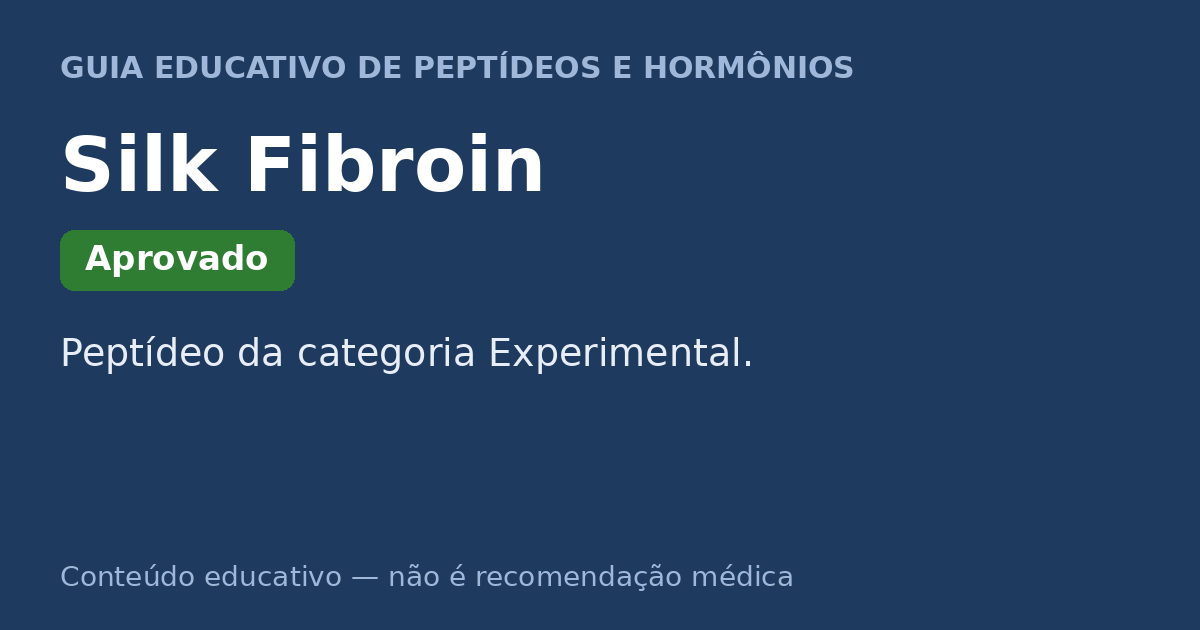 GUIA EDUCATIVO DE PEPTÍDEOS E HORMÔNIOS
Silk Fibroin
Aprovado
Peptídeo da categoria Experimental.
Conteúdo educativo — não é recomendação médica